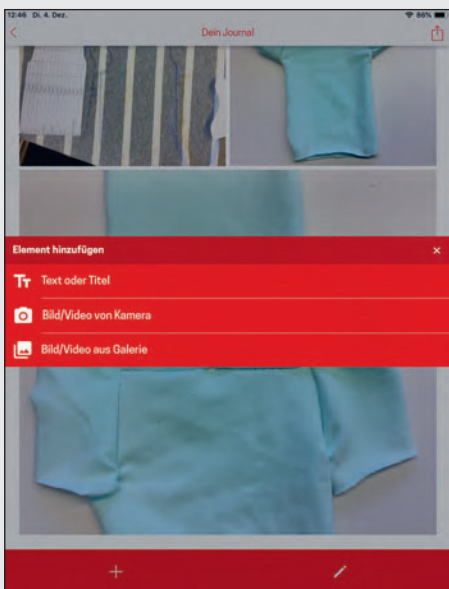 12:46 Di. 4. Dez. 86%
Dein Journal
Element hinzufügen
Text oder Titel
Bild/Video von Kamera
Bild/Video aus Galerie